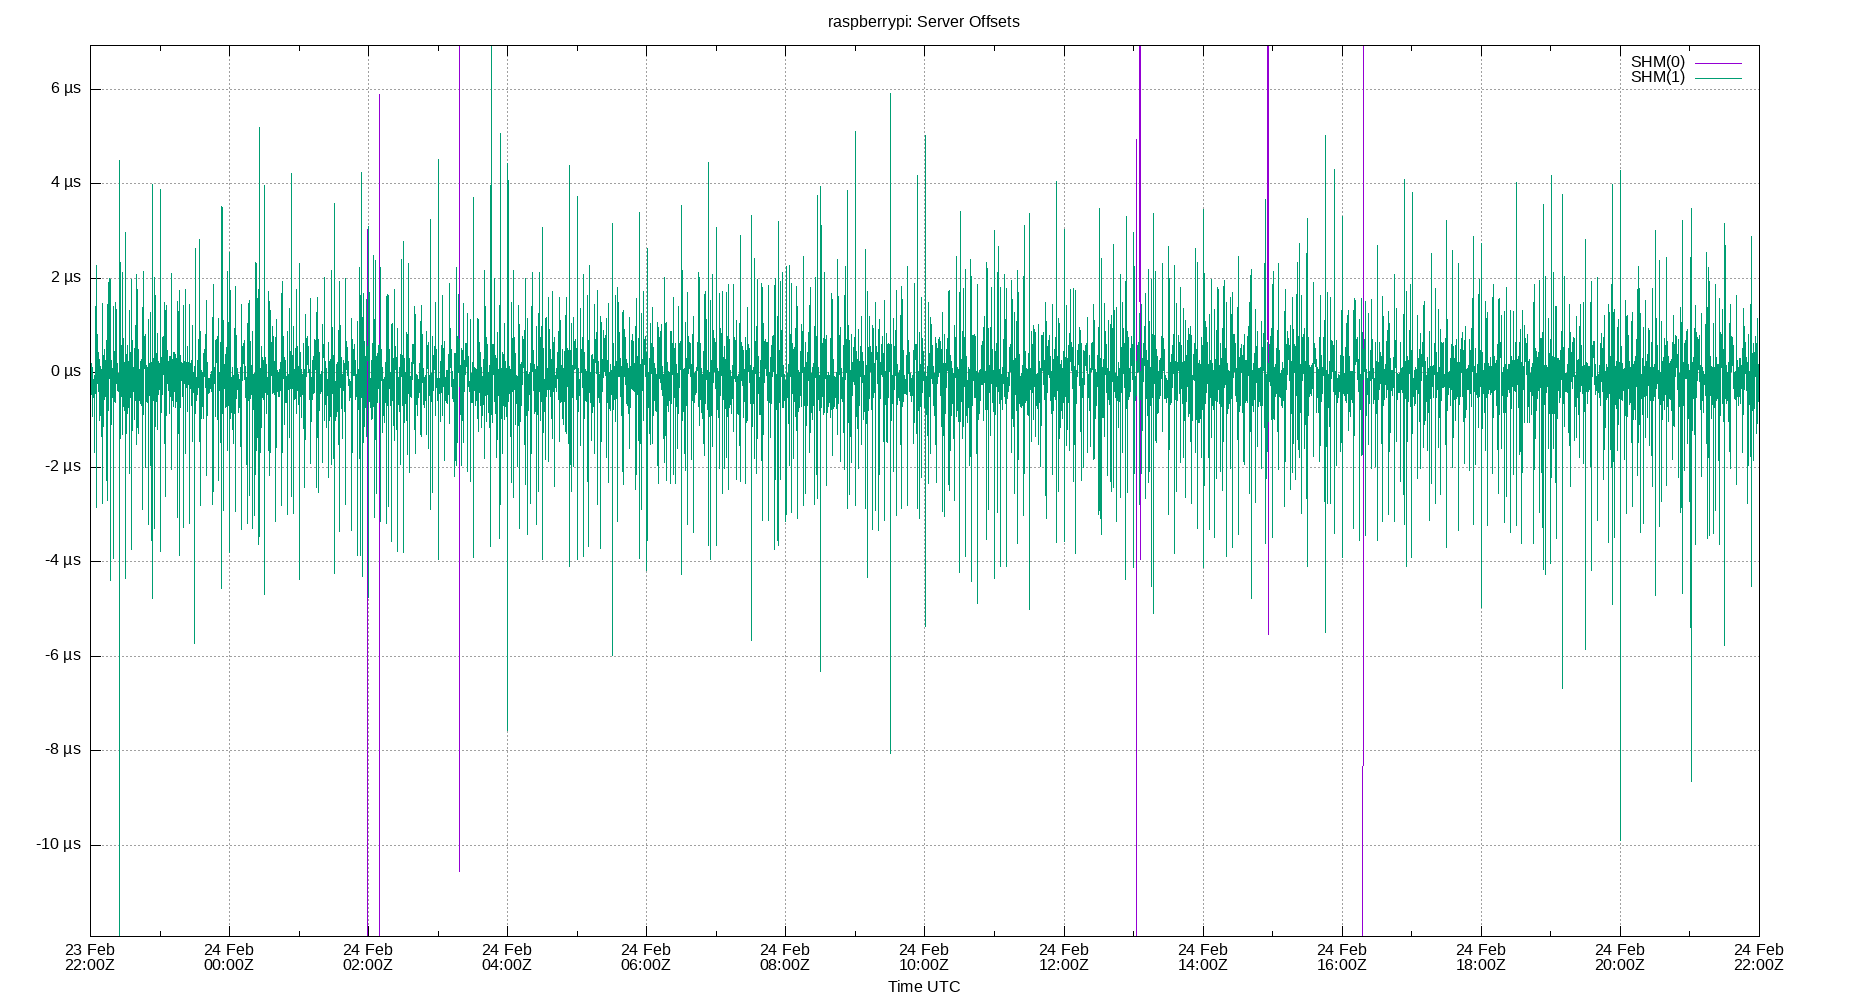 raspberrypi: Server Offsets
SHM(0)
SHM(1)
6 µs
4 µs
2 µs
0 µs
-2 µs
-4 µs
-6 µs
-8 µs
-10 µs
23 Feb 24 Feb 24 Feb 24 Feb 24 Feb 24 Feb 24 Feb 24 Feb 24 Feb 24 Feb 24 Feb 24 Feb 24 Feb
22:00Z 00:00Z 02:00Z 04:00Z 06:00Z 08:00Z 10:00Z 12:00Z 14:00Z 16:00Z 18:00Z 20:00Z 22:00Z
Time UTC